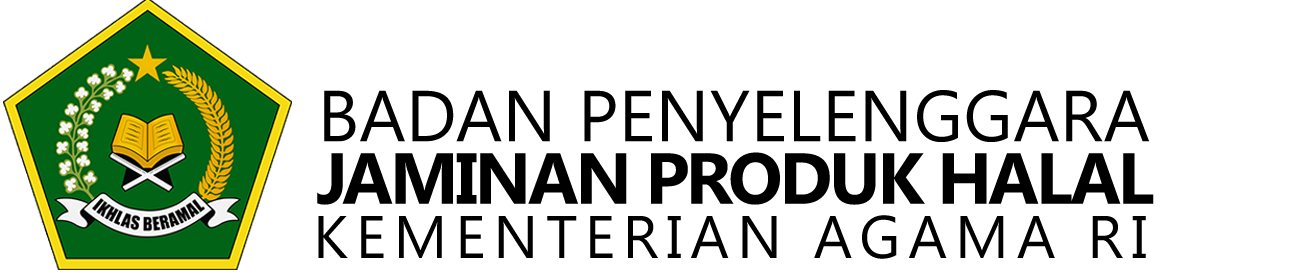 IKHLAS BERAMAL
BADAN PENYELENGGARA
JAMINAN PRODUK HALAL
KEMENTERIAN AGAMA RI